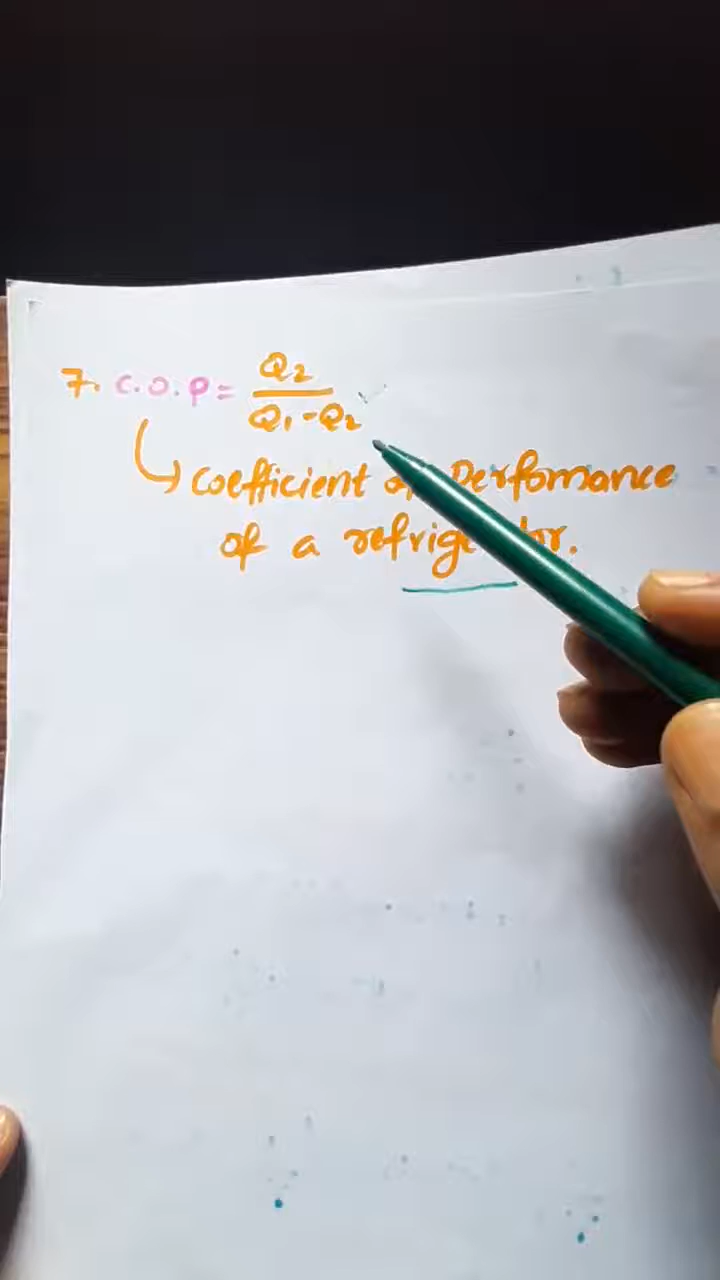 7. C.O.P = Q₂ / Q₁-Q₂
Coefficient Perfomance
of a